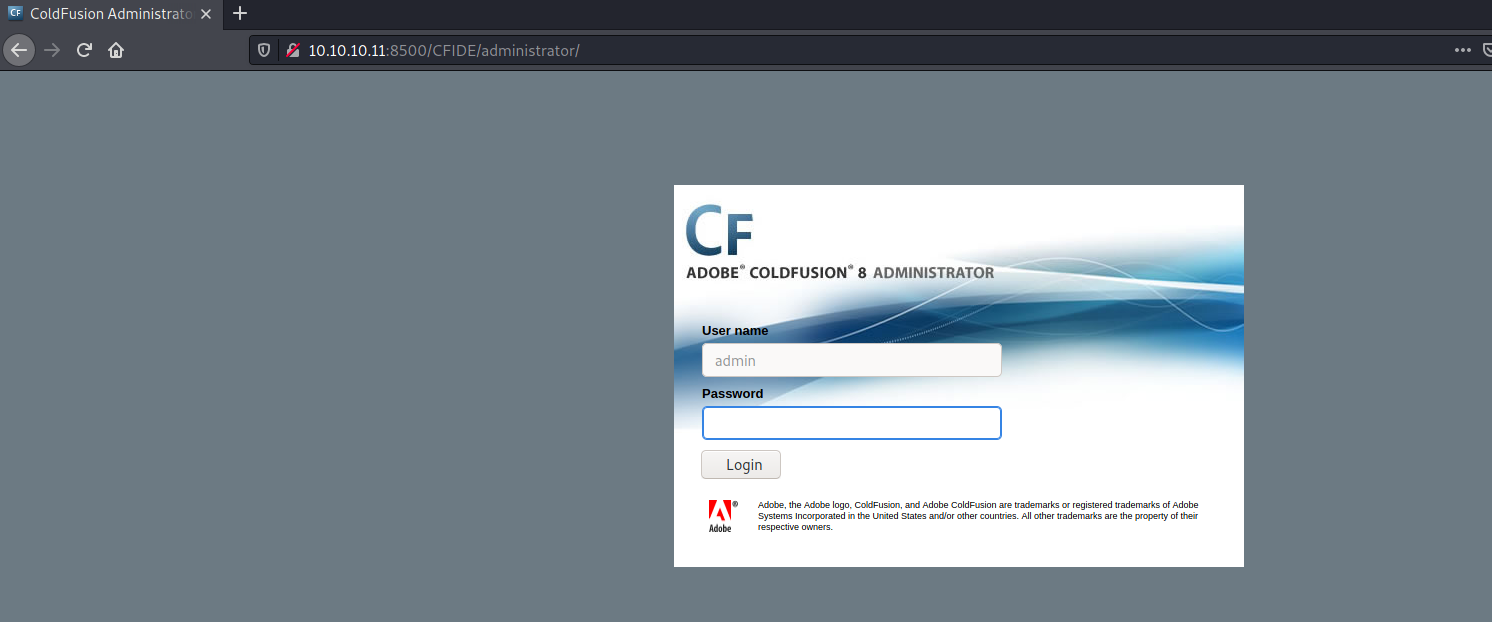 CF ColdFusion Administrato
10.10.10.11:8500/CFIDE/administrator/
CF
ADOBE® COLDFUSION® 8 ADMINISTRATOR
User name
admin
Password
Login
Adobe
Adobe, the Adobe logo, ColdFusion, and Adobe ColdFusion are trademarks or registered trademarks of Adobe
Systems Incorporated in the United States and/or other countries. All other trademarks are the property of their
respective owners.